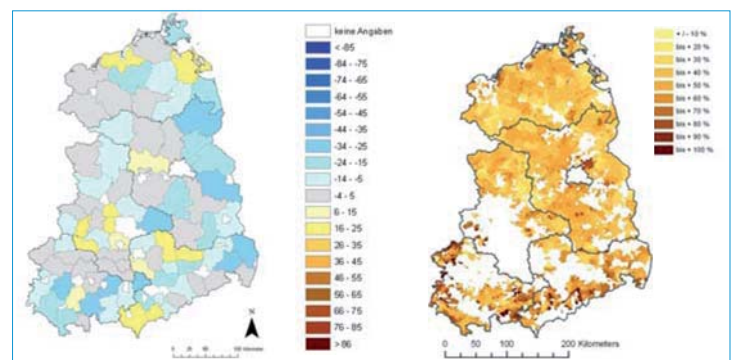 keine Angaben
< -85
-84 - -75
-74 - -65
-64 - -55
-54 - -45
-44 - -35
-34 - -25
-24 - -15
-14 - -5
-4 - 5
6 - 15
16 - 25
26 - 35
36 - 45
46 - 55
56 - 65
66 - 75
76 - 85
> 86
N
+ / - 10 %
bis + 20 %
bis + 30 %
bis + 40 %
bis + 50 %
bis + 60 %
bis + 70 %
bis + 80 %
bis + 90 %
bis + 100 %
0 50 100 200 Kilometers